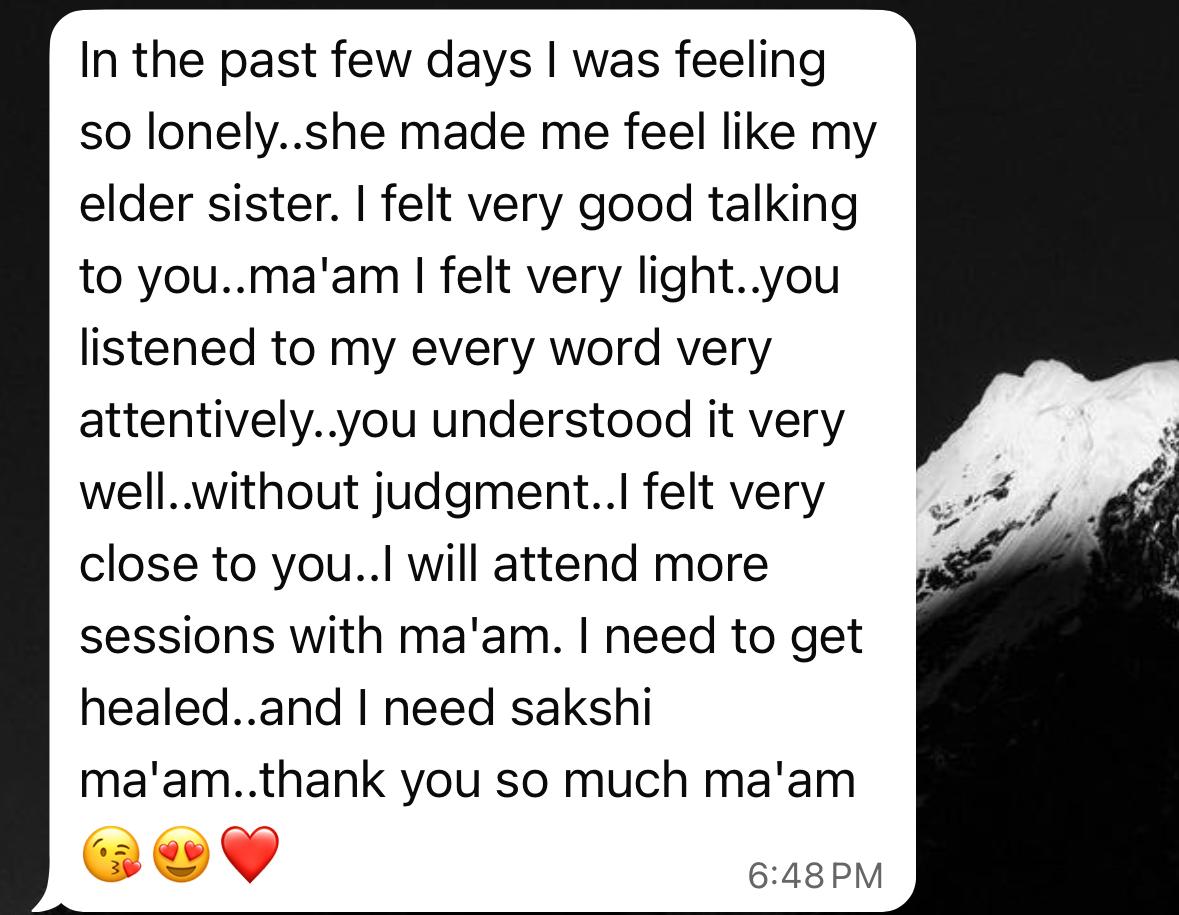 In the past few days I was feeling
so lonely..she made me feel like my
elder sister. I felt very good talking
to you..ma'am I felt very light..you
listened to my every word very
attentively..you understood it very
well..without judgment..I felt very
close to you..I will attend more
sessions with ma'am. I need to get
healed..and I need sakshi
ma'am..thank you so much ma'am
😘😍❤️
6:48 PM